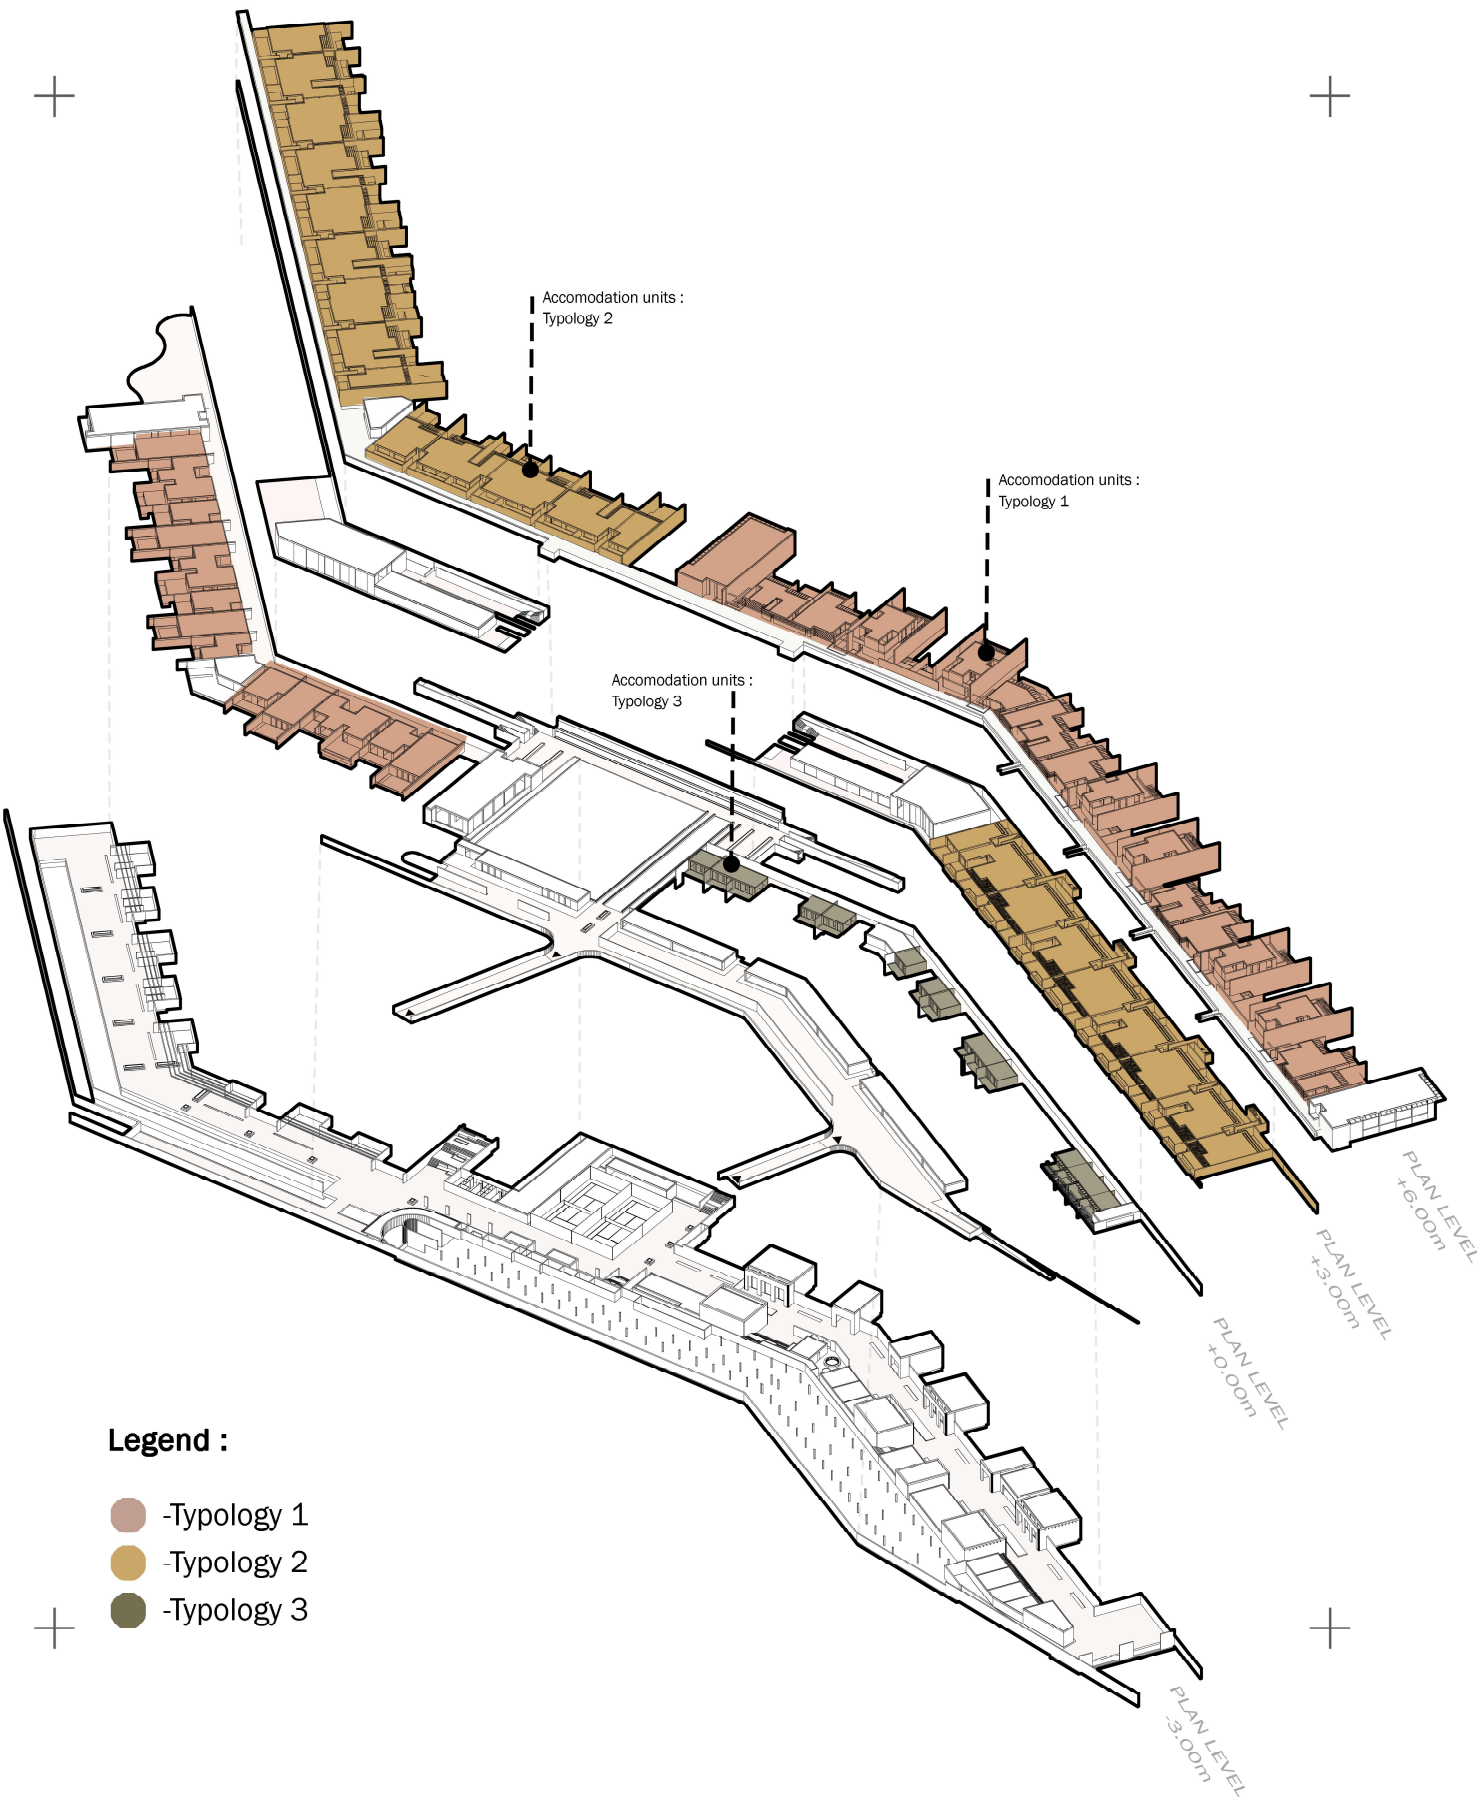 Accomodation units :
Typology 2
Accomodation units :
Typology 1
Accomodation units :
Typology 3
PLAN LEVEL
+6.00m
PLAN LEVEL
+3.00m
PLAN LEVEL
+0.00m
Legend :
-Typology 1
-Typology 2
-Typology 3
PLAN LEVEL
-3.00m